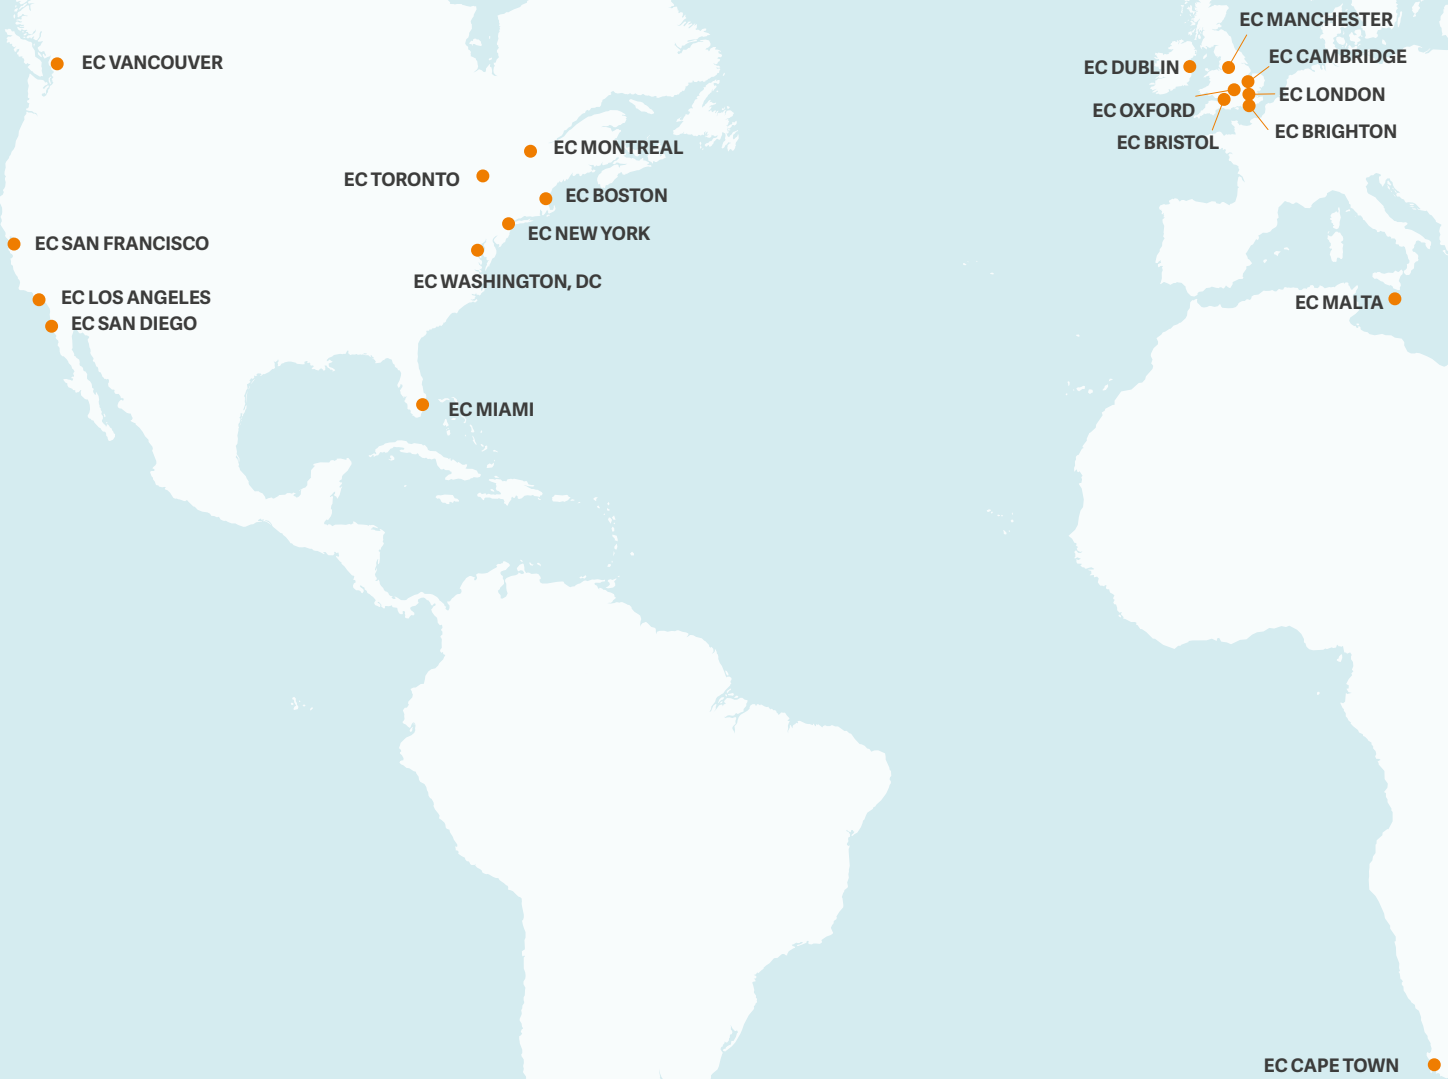 EC MANCHESTER
EC CAMBRIDGE
EC VANCOUVER
EC DUBLIN
EC LONDON
EC OXFORD
EC BRIGHTON
EC BRISTOL
EC MONTREAL
EC TORONTO
EC BOSTON
EC NEW YORK
EC SAN FRANCISCO
EC WASHINGTON, DC
EC LOS ANGELES
EC MALTA
EC SAN DIEGO
EC MIAMI
EC CAPE TOWN